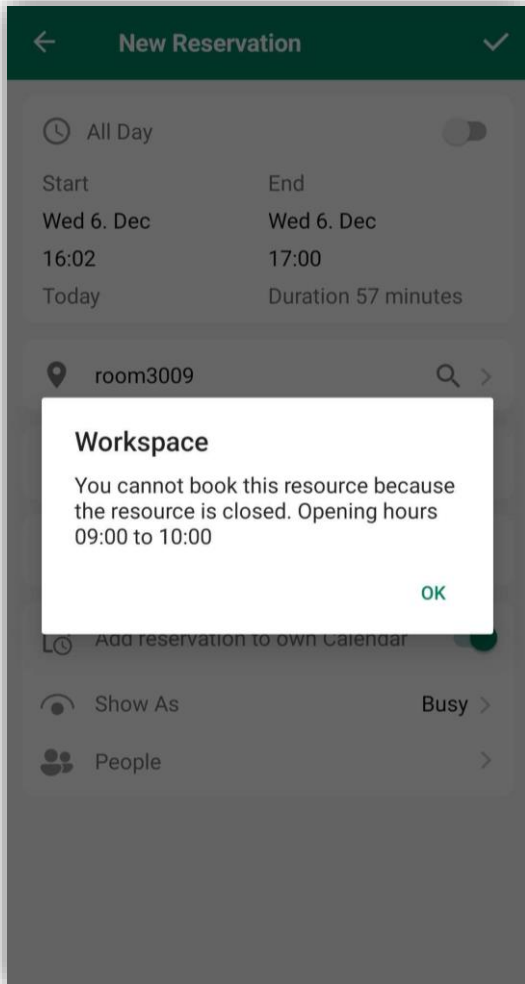 New Reservation
All Day
Start End
Wed 6. Dec Wed 6. Dec
16:02 17:00
Today Duration 57 minutes
room3009
Workspace
You cannot book this resource because
the resource is closed. Opening hours
09:00 to 10:00
OK
Add reservation to own Calendar
Show As Busy
People